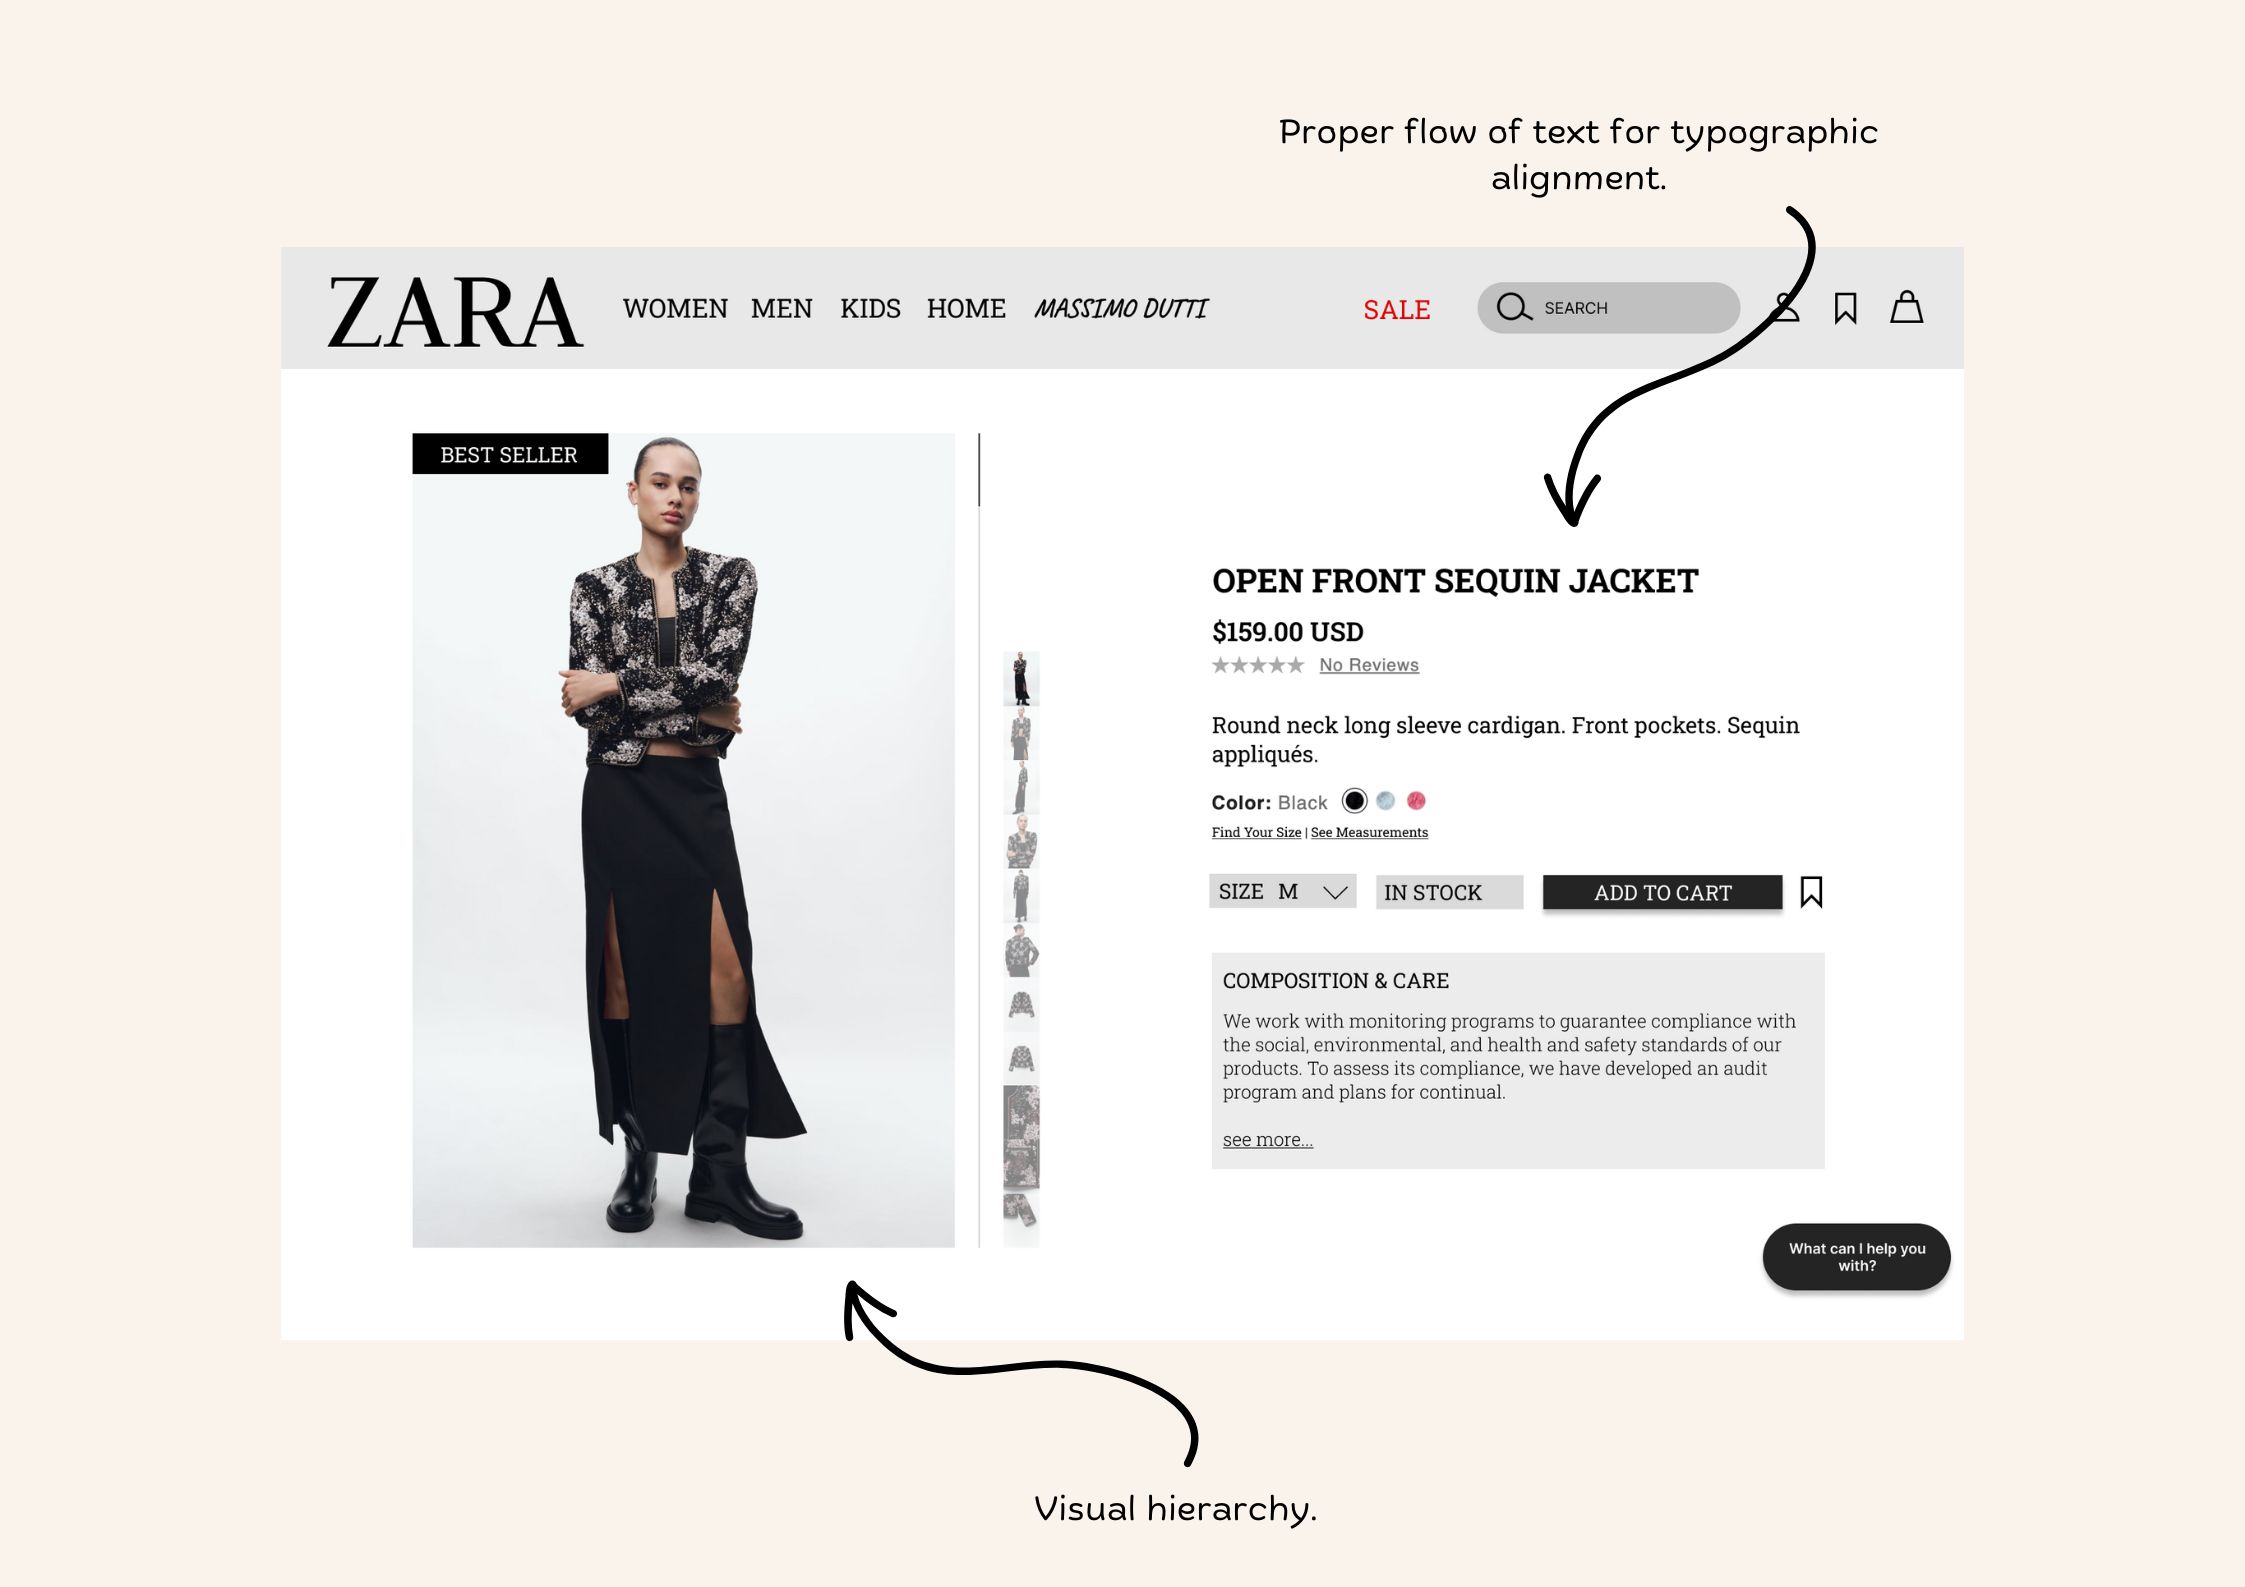 Proper flow of text for typographic
alignment.
ZARA WOMEN MEN KIDS HOME MASSIMO DUTTI SALE SEARCH
BEST SELLER
OPEN FRONT SEQUIN JACKET
$159.00 USD
No Reviews
Round neck long sleeve cardigan. Front pockets. Sequin
appliqués.
Color: Black
Find Your Size | See Measurements
SIZE M IN STOCK ADD TO CART
COMPOSITION & CARE
We work with monitoring programs to guarantee compliance with
the social, environmental, and health and safety standards of our
products. To assess its compliance, we have developed an audit
program and plans for continual.
see more...
What can I help you
with?
Visual hierarchy.